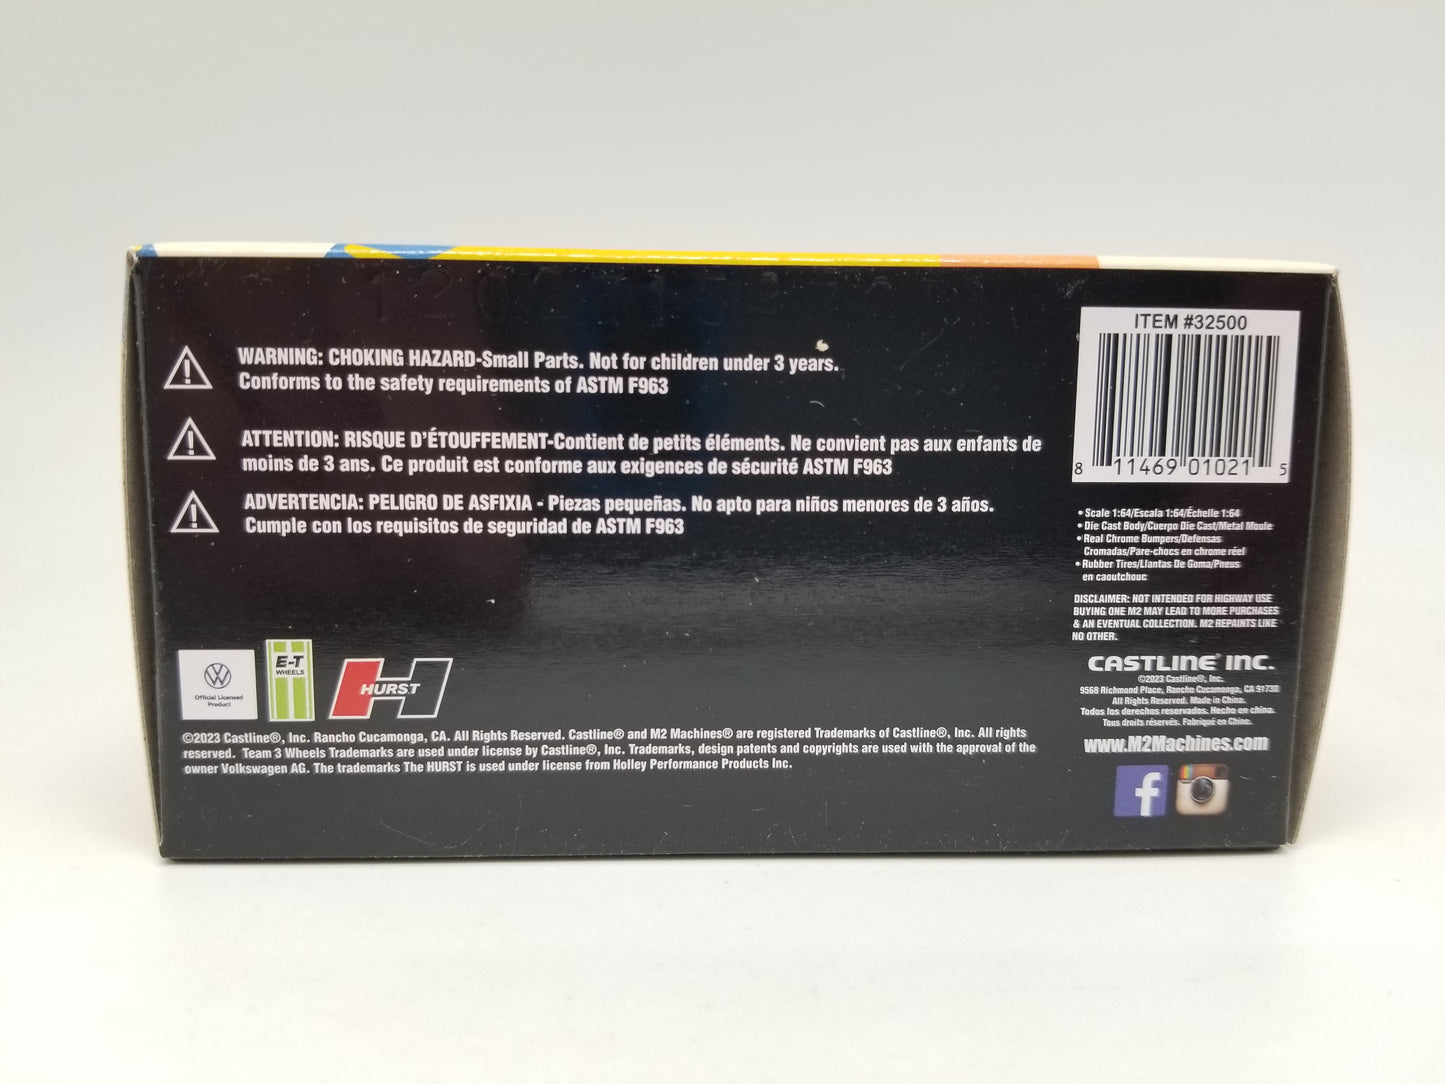 WARNING: CHOKING HAZARD-Small Parts. Not for children under 3 years.
Conforms to the safety requirements of ASTM F963
ATTENTION: RISQUE D'ÉTOUFFEMENT-Contient de petits éléments. Ne convient pas aux enfants de
moins de 3 ans. Ce produit est conforme aux exigences de sécurité ASTM F963
ADVERTENCIA: PELIGRO DE ASFIXIA - Piezas pequeñas. No apto para niños menores de 3 años.
Cumple con los requisitos de seguridad de ASTM F963
Official Licensed
Product
E-T
WHEELS
HURST
©2023 Castline®, Inc. Rancho Cucamonga, CA. All Rights Reserved. Castline® and M2 Machines® are registered Trademarks of Castline®, Inc. All rights
reserved. Team 3 Wheels Trademarks are used under license by Castline®, Inc. Trademarks, design patents and copyrights are used with the approval of the
owner Volkswagen AG. The trademarks The HURST is used under license from Holley Performance Products Inc.
ITEM #32500
8 11469 01021 5
• Scale 1:64/Escala 1:64/Échelle 1:64
• Die Cast Body/Cuerpo Die Cast/Metal Moule
• Real Chrome Bumpers/Defensas
Cromadas/Pare-chocs en chrome réel
• Rubber Tires/Llantas De Goma/Pneus
en caoutchouc
DISCLAIMER: NOT INTENDED FOR HIGHWAY USE
BUYING ONE M2 MAY LEAD TO MORE PURCHASES
& AN EVENTUAL COLLECTION. M2 REPAINTS LIKE
NO OTHER.
CASTLINE® INC.
©2023 Castline®, Inc.
9568 Richmond Place, Rancho Cucamonga, CA 91730
All Rights Reserved. Made in China.
Todos los derechos reservados. Hecho en china.
Tous droits réservés. Fabriqué en Chine.
www.M2Machines.com